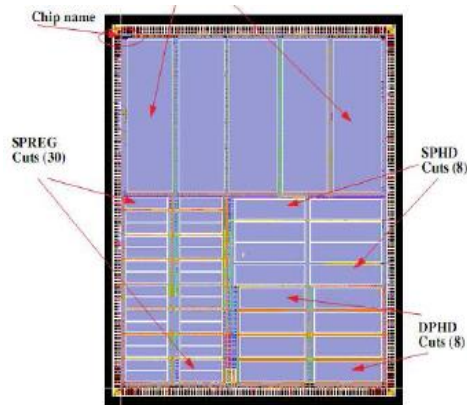 Chip name
SPREG
Cuts (30)
SPHD
Cuts (8)
DPHD
Cuts (8)